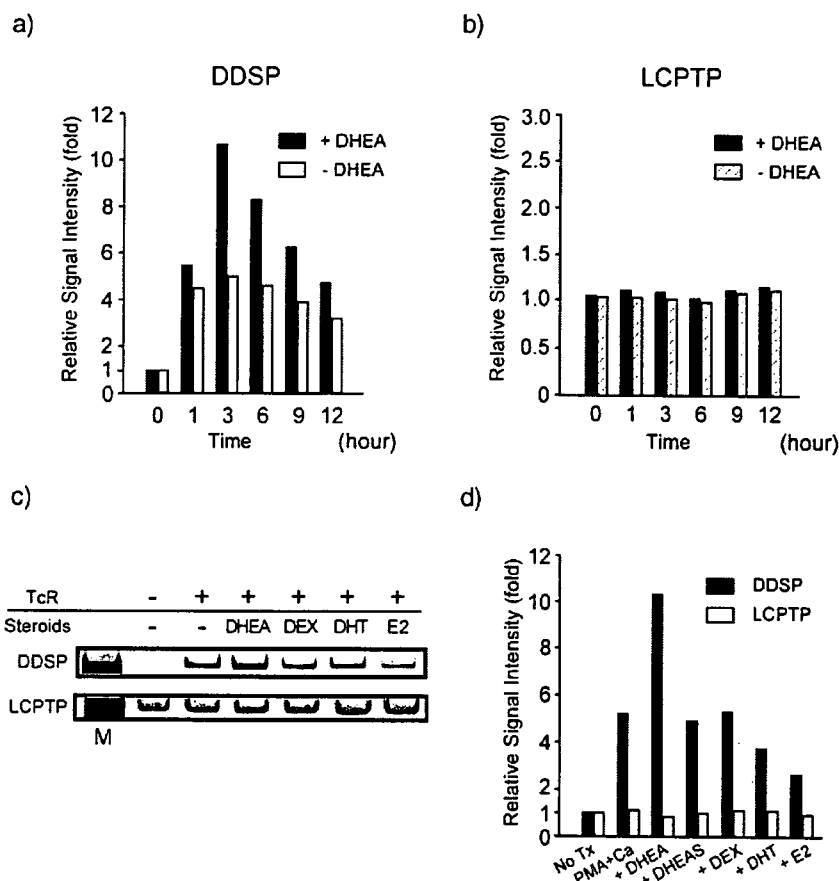 a)
DDSP
Relative Signal Intensity (fold)
12
10
8
6
4
2
1
0
+ DHEA
- DHEA
0 1 3 6 9 12
Time (hour)
b)
LCPTP
Relative Signal Intensity (fold)
3.0
2.5
2.0
1.5
1.0
0.5
0
+ DHEA
- DHEA
0 1 3 6 9 12
Time (hour)
c)
TcR - + + + + +
Steroids - - DHEA DEX DHT E2
DDSP
LCPTP
M
d)
Relative Signal Intensity (fold)
12
10
8
6
4
2
1
0
DDSP
LCPTP
No Tx
PMA+Ca
+ DHEA
+ DHEAS
+ DEX
+ DHT
+ E2